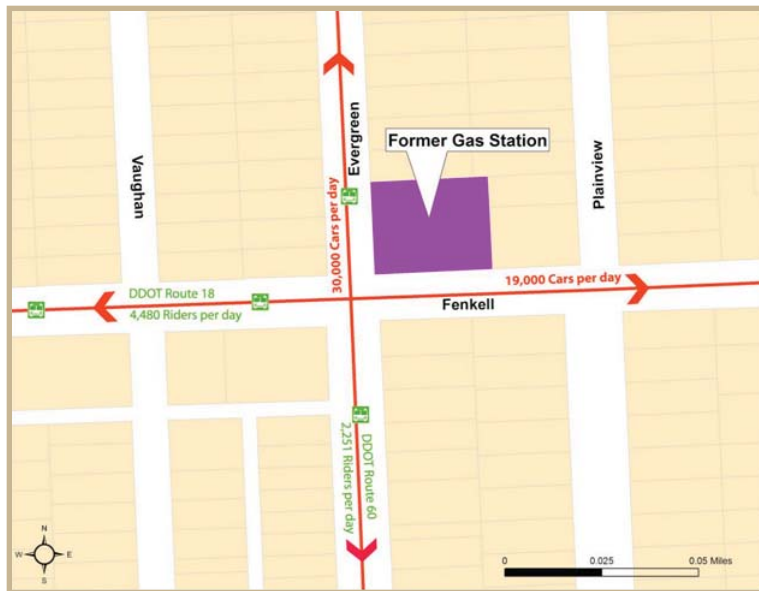 Former Gas Station
Evergreen
Vaughan
Plainview
30,000 Cars per day
19,000 Cars per day
DDOT Route 18
4,480 Riders per day
Fenkell
DDOT Route 60
2,251 Riders per day
N
W E
S
0 0.025 0.05 Miles